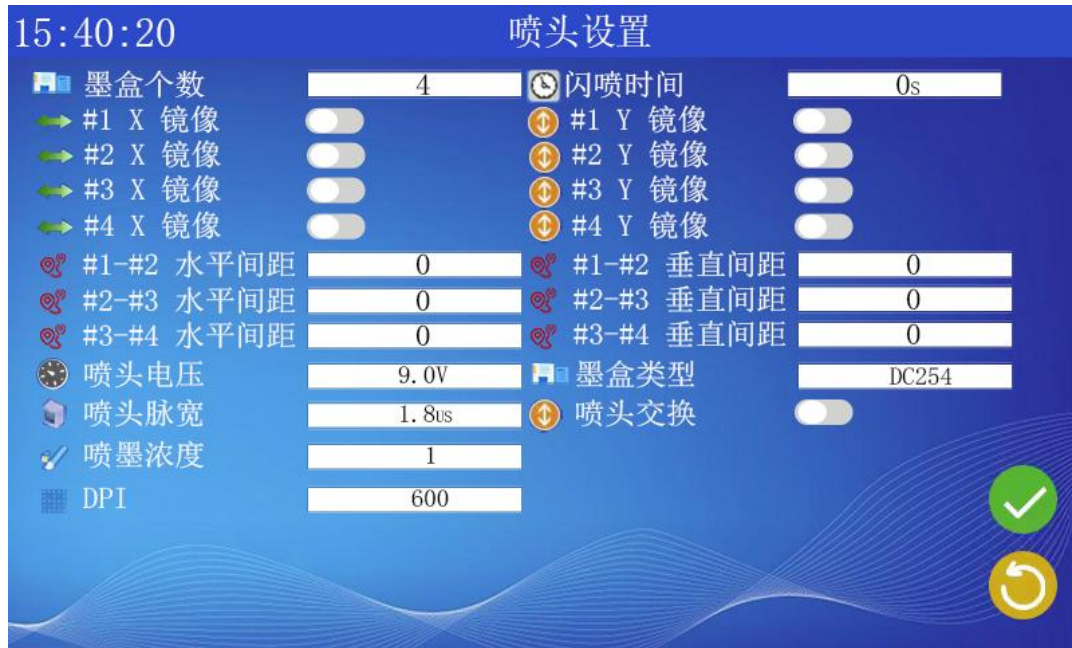 15:40:20 喷头设置
墨盒个数 4 闪喷时间 0s
#1 X 镜像 #1 Y 镜像
#2 X 镜像 #2 Y 镜像
#3 X 镜像 #3 Y 镜像
#4 X 镜像 #4 Y 镜像
#1-#2 水平间距 0 #1-#2 垂直间距 0
#2-#3 水平间距 0 #2-#3 垂直间距 0
#3-#4 水平间距 0 #3-#4 垂直间距 0
喷头电压 9.0V 墨盒类型 DC254
喷头脉宽 1.8us 喷头交换
喷墨浓度 1
DPI 600